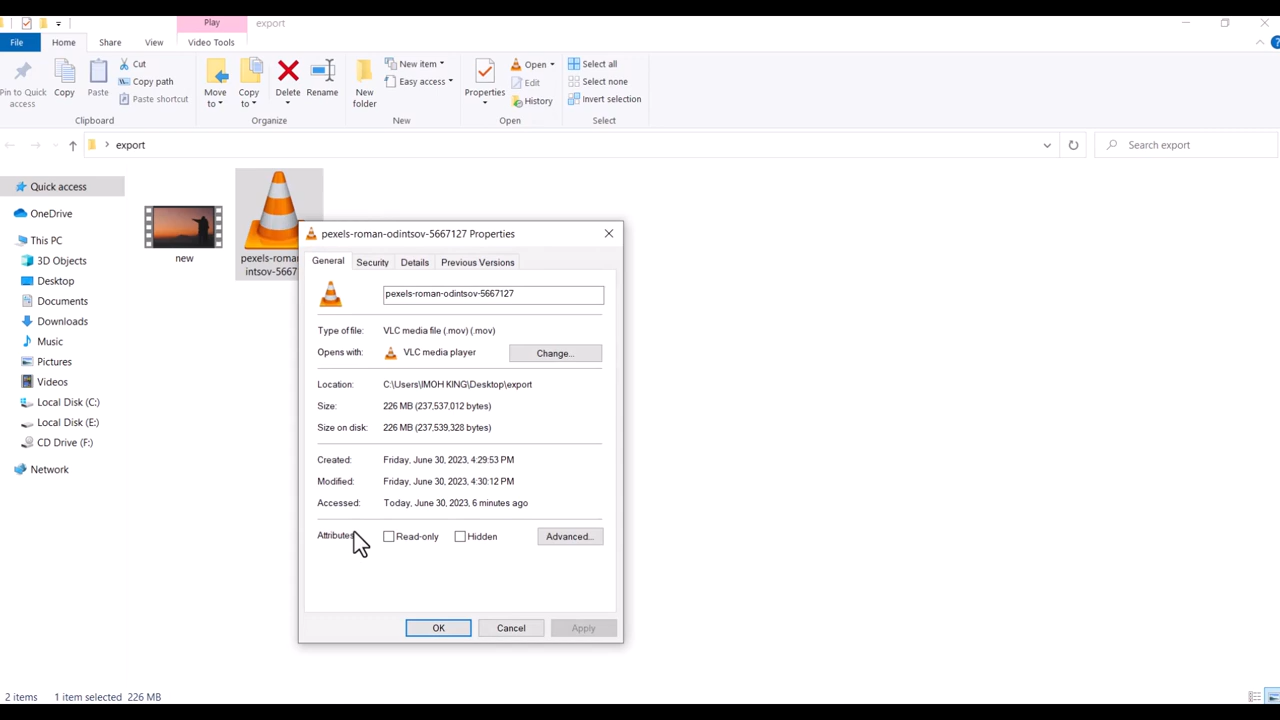 Play
export
File
Home
Share
View
Video Tools
Pin to Quick
access
Copy
Paste
Cut
Copy path
Paste shortcut
Clipboard
Move
to
Copy
to
Delete
Rename
Organize
New
folder
New item
Easy access
New
Properties
Open
Edit
History
Open
Select all
Select none
Invert selection
Select
export
Search export
Quick access
OneDrive
This PC
3D Objects
Desktop
Documents
Downloads
Music
Pictures
Videos
Local Disk (C:)
Local Disk (E:)
CD Drive (F:)
Network
new
pexels-roman
intsov-5667
pexels-roman-odintsov-5667127 Properties
General
Security
Details
Previous Versions
pexels-roman-odintsov-5667127
Type of file: VLC media file (.mov) (.mov)
Opens with: VLC media player
Change...
Location: C:\Users\IMOH KING\Desktop\export
Size: 226 MB (237,537,012 bytes)
Size on disk: 226 MB (237,539,328 bytes)
Created: Friday, June 30, 2023, 4:29:53 PM
Modified: Friday, June 30, 2023, 4:30:12 PM
Accessed: Today, June 30, 2023, 6 minutes ago
Attributes
Read-only
Hidden
Advanced...
OK
Cancel
Apply
2 items
1 item selected 226 MB